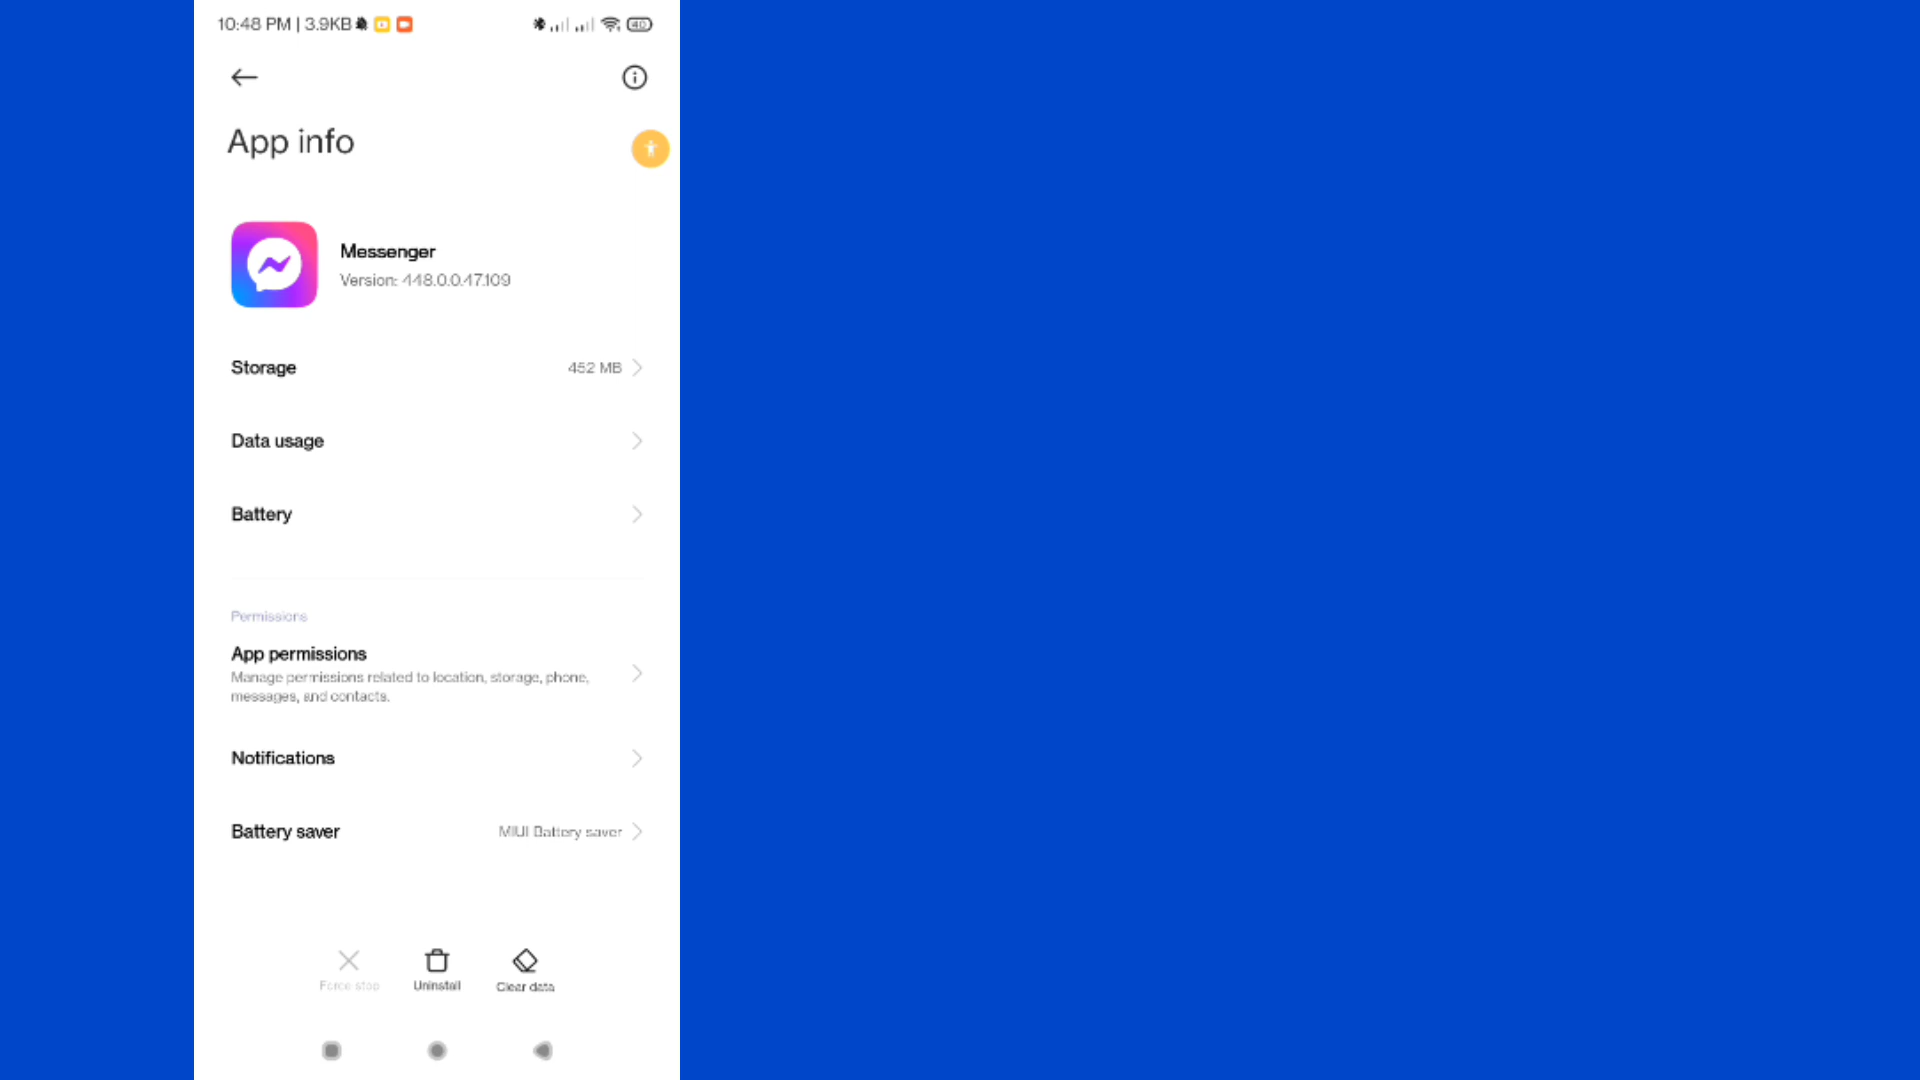 10:48 PM | 3.9KB
40
App info
Messenger
Version: 448.0.0.47.109
Storage
452 MB
Data usage
Battery
Permissions
App permissions
Manage permissions related to location, storage, phone,
messages, and contacts.
Notifications
Battery saver
MIUI Battery saver
Force stop
Uninstall
Clear data